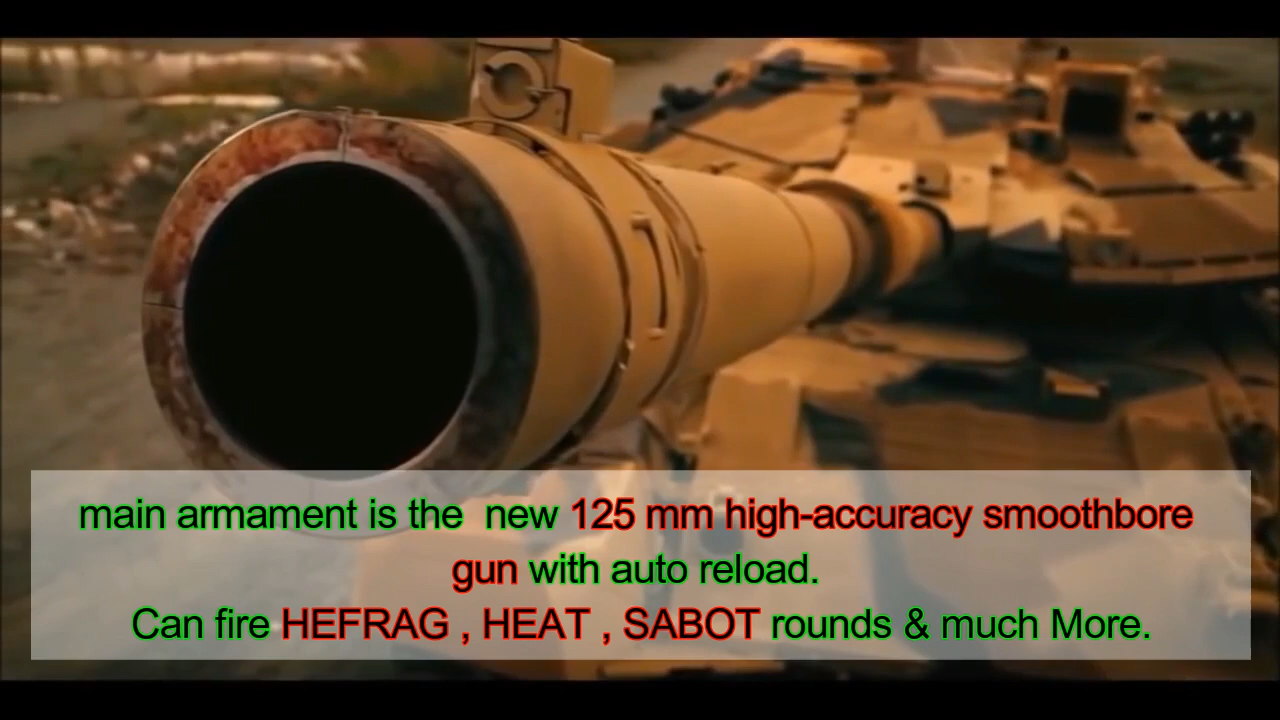 main armament is the  new 125 mm high-accuracy smoothbore
gun with auto reload.
Can fire HEFRAG , HEAT , SABOT rounds & much More.